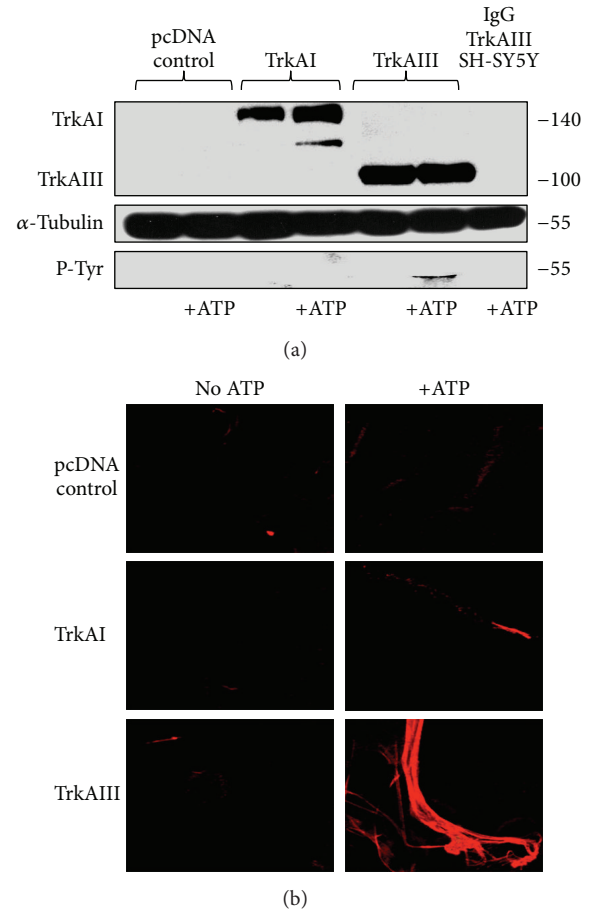 IgG
TrkAIII
SH-SY5Y
pcDNA
control
TrkAI
TrkAIII
TrkAI
−140
TrkAIII
−100
α-Tubulin
−55
P-Tyr
−55
+ATP
+ATP
+ATP
+ATP
(a)
No ATP
+ATP
pcDNA
control
TrkAI
TrkAIII
(b)